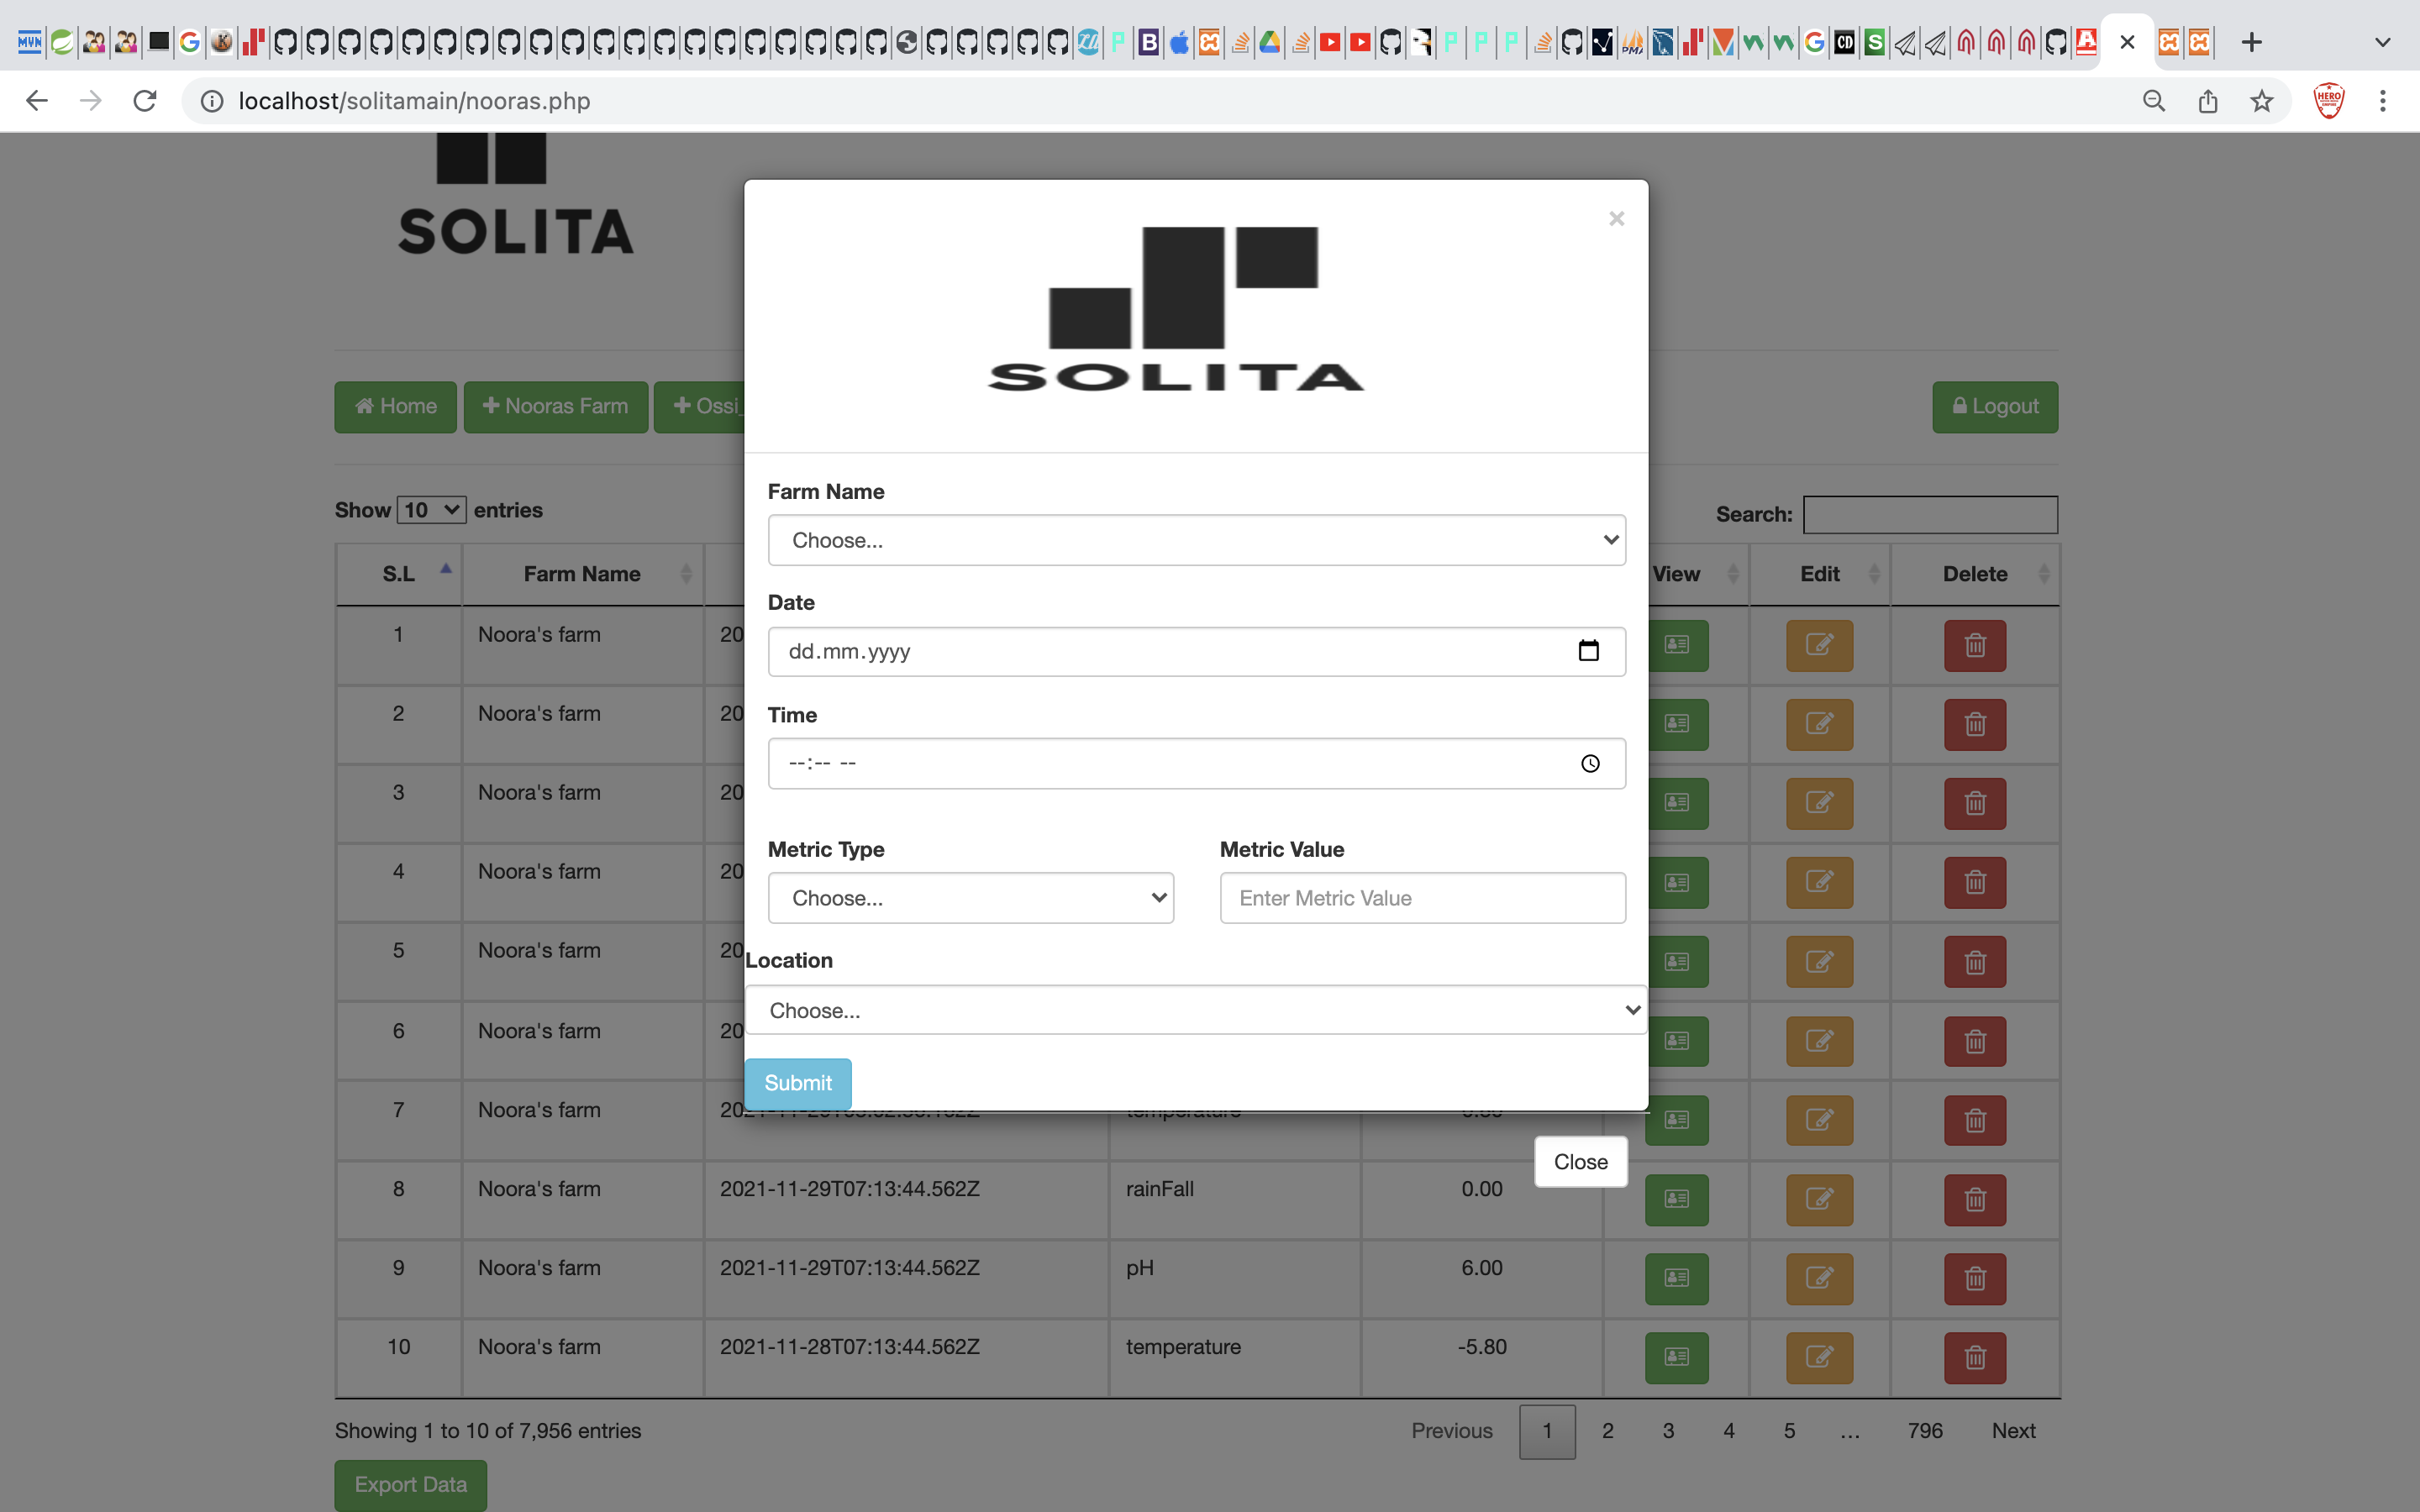 localhost/solitamain/nooras.php
SOLITA
SOLITA
Home
Nooras Farm
Ossi_
Logout
Show 10 entries
Search:
S.L
Farm Name
View
Edit
Delete
1 Noora's farm 20
2 Noora's farm 20
3 Noora's farm 20
4 Noora's farm 20
5 Noora's farm 20
6 Noora's farm 20
7 Noora's farm
8 Noora's farm 2021-11-29T07:13:44.562Z rainFall 0.00
9 Noora's farm 2021-11-29T07:13:44.562Z pH 6.00
10 Noora's farm 2021-11-28T07:13:44.562Z temperature -5.80
Farm Name
Choose...
Date
dd.mm.yyyy
Time
--:-- --
Metric Type
Choose...
Metric Value
Enter Metric Value
Location
Choose...
Submit
Close
Showing 1 to 10 of 7,956 entries
Previous 1 2 3 4 5 ... 796 Next
Export Data